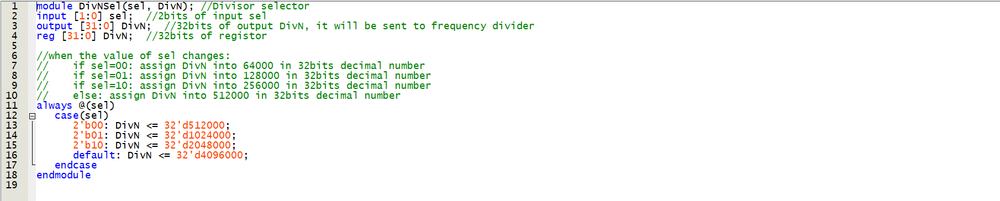 1 module DivNSel(sel, DivN); //Divisor selector
2 input [1:0] sel;  //2bits of input sel
3 output [31:0] DivN;  //32bits of output DivN, it will be sent to frequency divider
4 reg [31:0] DivN;  //32bits of registor
5
6 //when the value of sel changes:
7 //    if sel=00: assign DivN into 64000 in 32bits decimal number
8 //    if sel=01: assign DivN into 128000 in 32bits decimal number
9 //    if sel=10: assign DivN into 256000 in 32bits decimal number
10 //    else: assign DivN into 512000 in 32bits decimal number
11 always @(sel)
12    case(sel)
13       2'b00: DivN <= 32'd512000;
14       2'b01: DivN <= 32'd1024000;
15       2'b10: DivN <= 32'd2048000;
16       default: DivN <= 32'd4096000;
17    endcase
18 endmodule
19